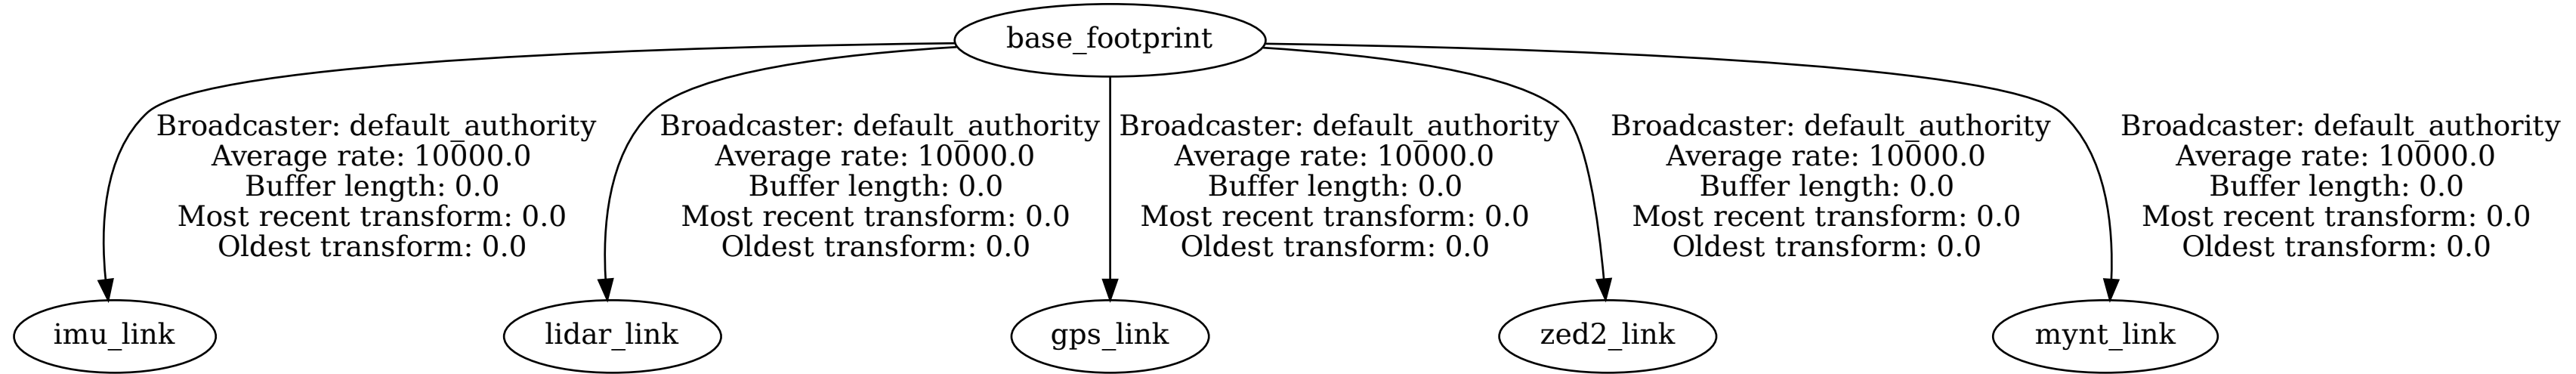 base_footprint
Broadcaster: default_authority
Average rate: 10000.0
Buffer length: 0.0
Most recent transform: 0.0
Oldest transform: 0.0
Broadcaster: default_authority
Average rate: 10000.0
Buffer length: 0.0
Most recent transform: 0.0
Oldest transform: 0.0
Broadcaster: default_authority
Average rate: 10000.0
Buffer length: 0.0
Most recent transform: 0.0
Oldest transform: 0.0
Broadcaster: default_authority
Average rate: 10000.0
Buffer length: 0.0
Most recent transform: 0.0
Oldest transform: 0.0
Broadcaster: default_authority
Average rate: 10000.0
Buffer length: 0.0
Most recent transform: 0.0
Oldest transform: 0.0
imu_link
lidar_link
gps_link
zed2_link
mynt_link